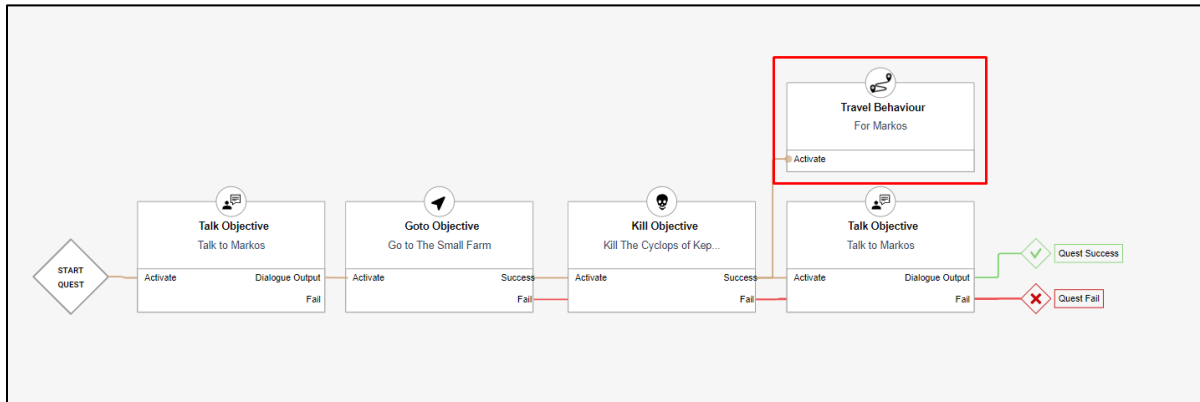 Travel Behaviour
For Markos
Activate
START
QUEST
Talk Objective
Talk to Markos
Activate
Dialogue Output
Fail
Goto Objective
Go to The Small Farm
Activate
Success
Fail
Kill Objective
Kill The Cyclops of Kep...
Activate
Success
Fail
Talk Objective
Talk to Markos
Activate
Dialogue Output
Fail
Quest Success
Quest Fail